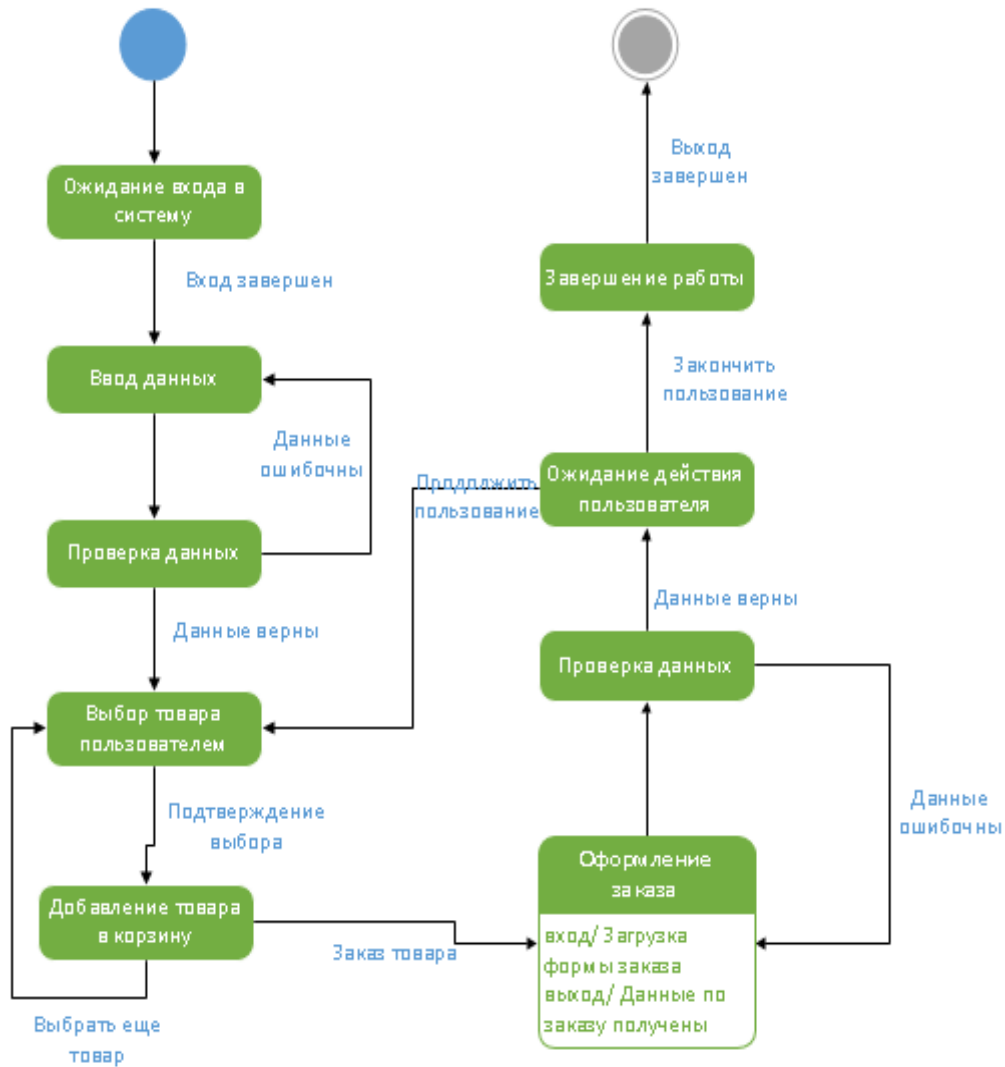 Ожидание входа в
систему
Вход завершен
Ввод данных
Данные
ошибочны
Проверка данных
Данные верны
Выбор товара
пользователем
Подтверждение
выбора
Добавление товара
в корзину
Выбрать еще
товар
Заказ товара
Выход
завершен
Завершение работы
Закончить
пользование
Ожидание действия
пользователя
Продолжить
пользование
Данные верны
Проверка данных
Данные
ошибочны
Оформление
заказа
вход/ Загрузка
формы заказа
выход/ Данные по
заказу получены